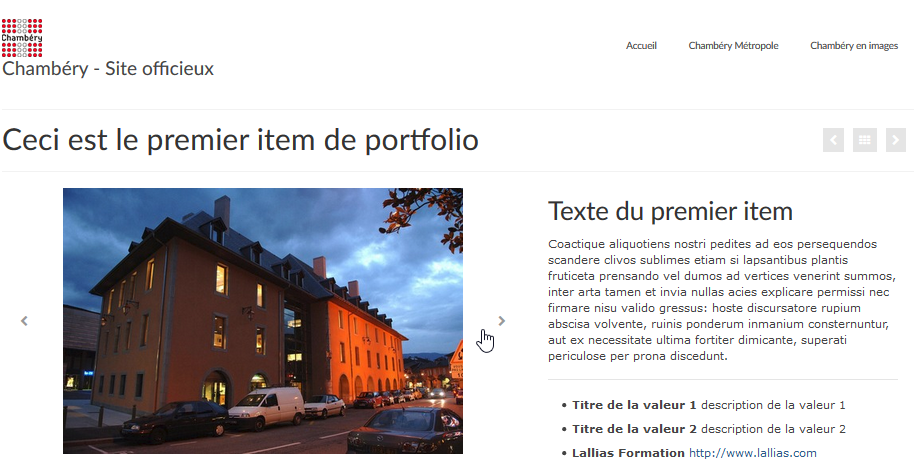 Chambéry
Chambéry - Site officieux
Accueil
Chambéry Métropole
Chambéry en images
Ceci est le premier item de portfolio
Texte du premier item
Coactique aliquotiens nostri pedites ad eos persequendos
scandere clivos sublimes etiam si lapsantibus plantis
fruticeta prensando vel dumos ad vertices venerint summos,
inter arta tamen et invia nullas acies explicare permissi nec
firmare nisu valido gressus: hoste discursatore rupium
abscisa volvente, ruinis ponderum inmanium consternuntur,
aut ex necessitate ultima fortiter dimicante, superati
periculose per prona discedunt.
• Titre de la valeur 1 description de la valeur 1
• Titre de la valeur 2 description de la valeur 2
• Lallias Formation http://www.lallias.com